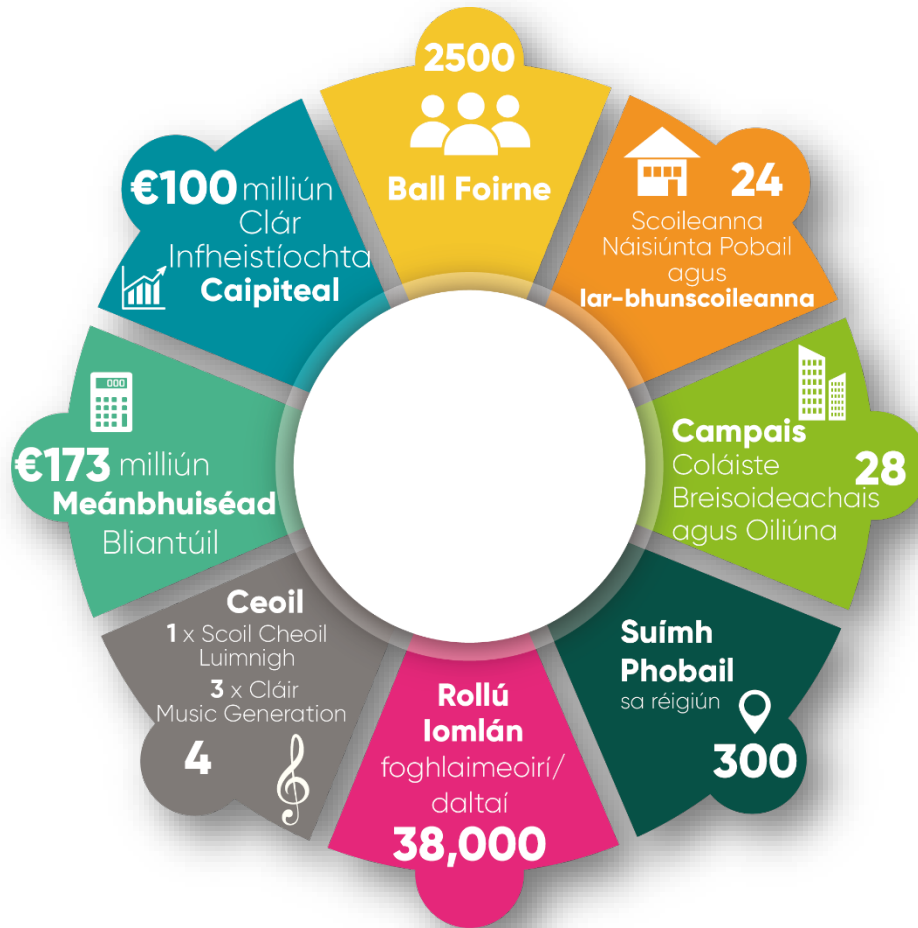 2500
Ball Foirne
24
Scoileanna
Náisiúnta Pobail
agus
Iar-bhunscoileanna
Campais
Coláiste
28
Breisoideachais
agus Oiliúna
Suímh
Phobail
sa réigiún
300
Rollú
Iomlán
foghlaimeoirí/
daltaí
38,000
Ceoil
1 x Scoil Cheoil
Luimnigh
3 x Cláir
Music Generation
4
000
€173 milliún
Meánbhuiséad
Bliantúil
€100 milliún
Clár
Infheistíochta
Caipiteal